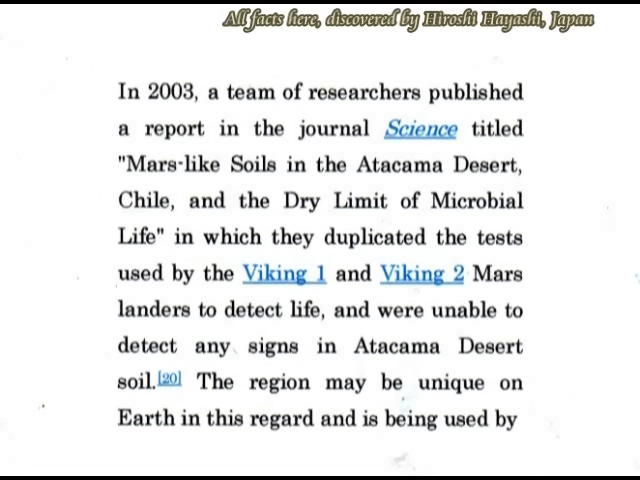 All facts here, discovered by Hiroshi Hayashi, Japan
In 2003, a team of researchers published
a report in the journal Science titled
"Mars-like Soils in the Atacama Desert,
Chile, and the Dry Limit of Microbial
Life" in which they duplicated the tests
used by the Viking 1 and Viking 2 Mars
landers to detect life, and were unable to
detect any signs in Atacama Desert
soil.[20] The region may be unique on
Earth in this regard and is being used by